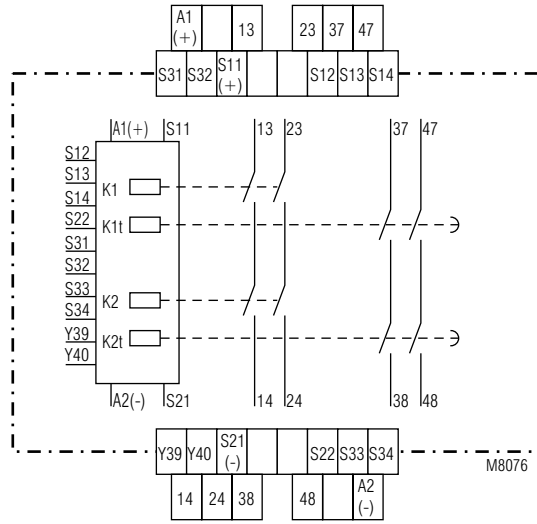 A1 (+) 13 23 37 47
S31 S32 S11 (+) S12 S13 S14
A1(+) S11 13 23 37 47
S12
S13
K1
S14
S22
K1t
S31
S32
S33
K2
S34
Y39
K2t
Y40
A2(-) S21 14 24 38 48
Y39 Y40 S21 (-) S22 S33 S34
M8076
14 24 38 48 A2 (-)